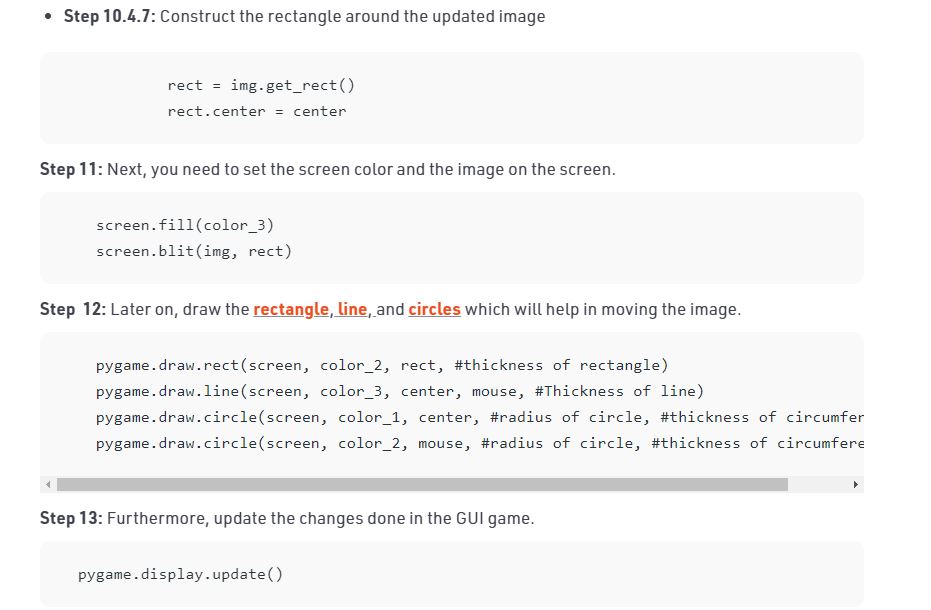 • Step 10.4.7: Construct the rectangle around the updated image
rect = img.get_rect()
rect.center = center
Step 11: Next, you need to set the screen color and the image on the screen.
screen.fill(color_3)
screen.blit(img, rect)
Step  12: Later on, draw the rectangle, line, and circles which will help in moving the image.
pygame.draw.rect(screen, color_2, rect, #thickness of rectangle)
pygame.draw.line(screen, color_3, center, mouse, #Thickness of line)
pygame.draw.circle(screen, color_1, center, #radius of circle, #thickness of circumfer
pygame.draw.circle(screen, color_2, mouse, #radius of circle, #thickness of circumfere
Step 13: Furthermore, update the changes done in the GUI game.
pygame.display.update()